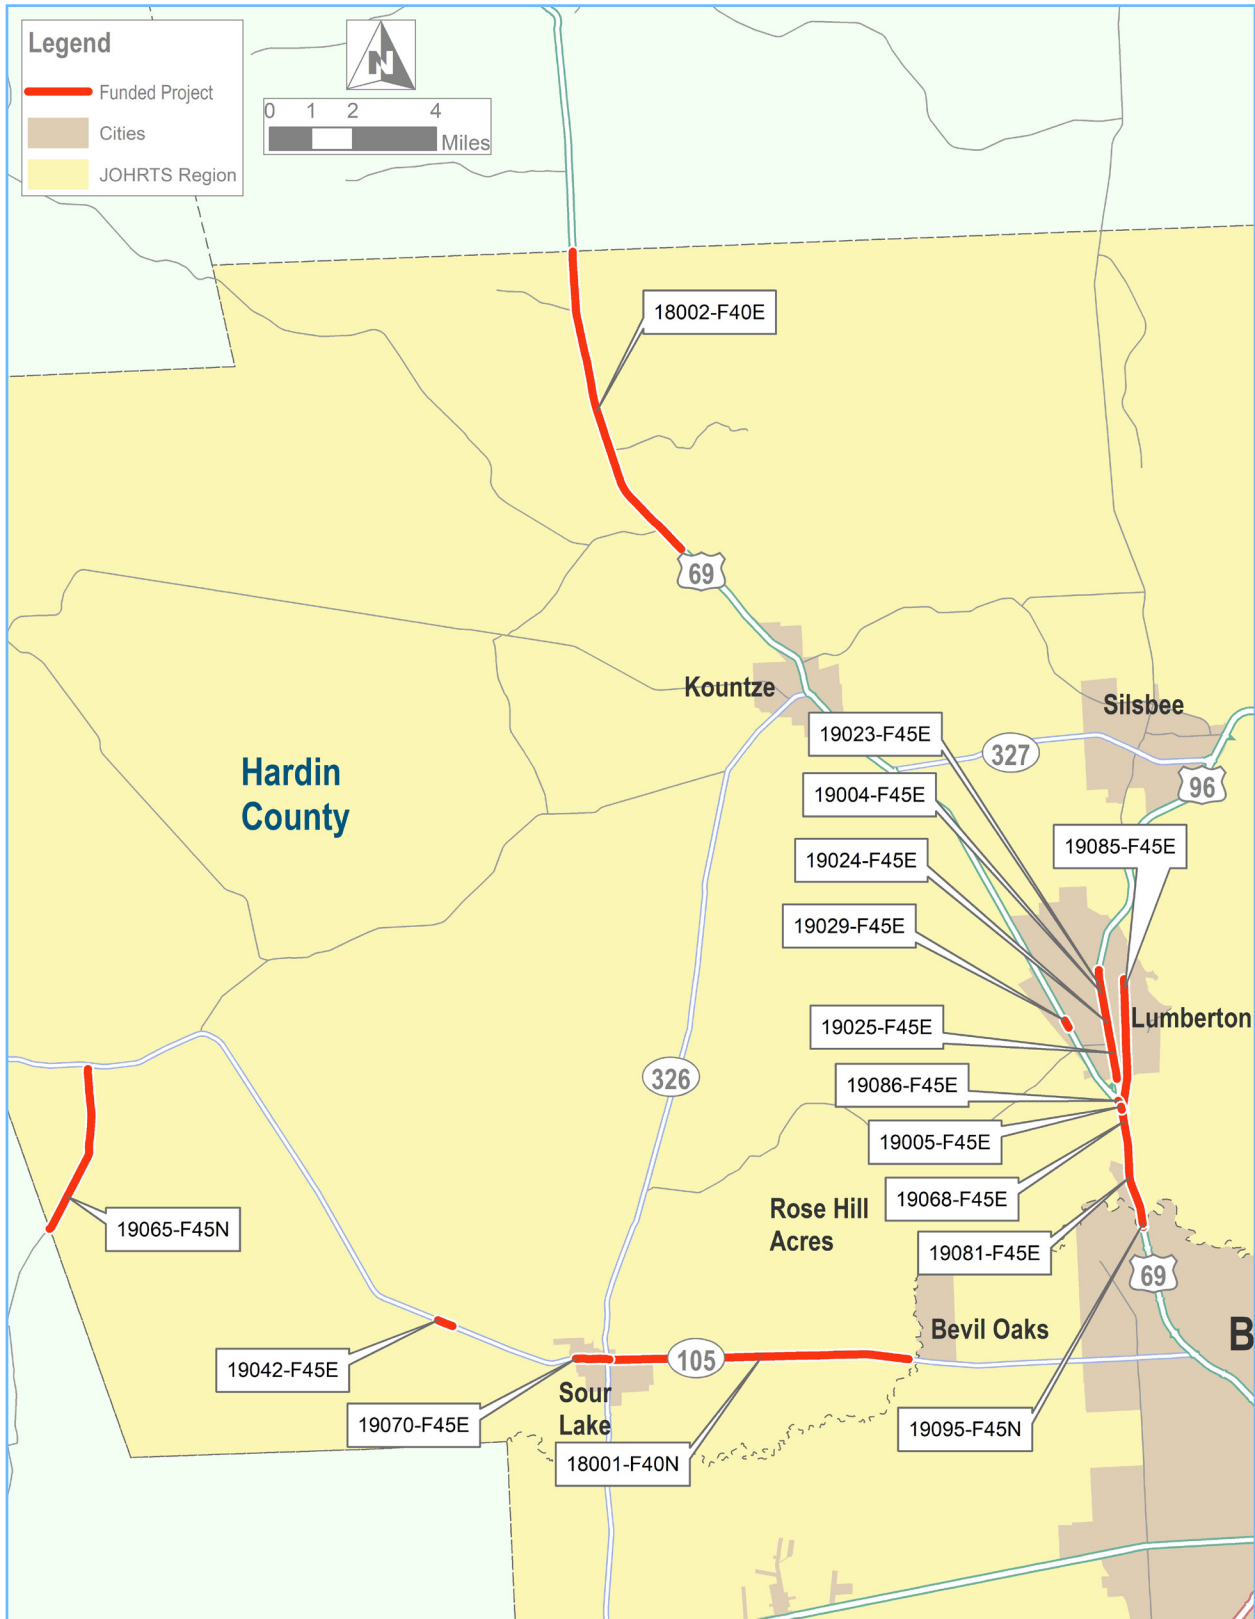 Legend
Funded Project
Cities
JOHRTS Region
N
0 1 2 4
Miles
18002-F40E
69
Kountze
Silsbee
19023-F45E
327
Hardin
County
96
19004-F45E
19085-F45E
19024-F45E
19029-F45E
Lumberton
19025-F45E
326
19086-F45E
19005-F45E
19068-F45E
Rose Hill
Acres
19065-F45N
19081-F45E
69
Bevil Oaks
B
105
19042-F45E
Sour
Lake
19070-F45E
19095-F45N
18001-F40N